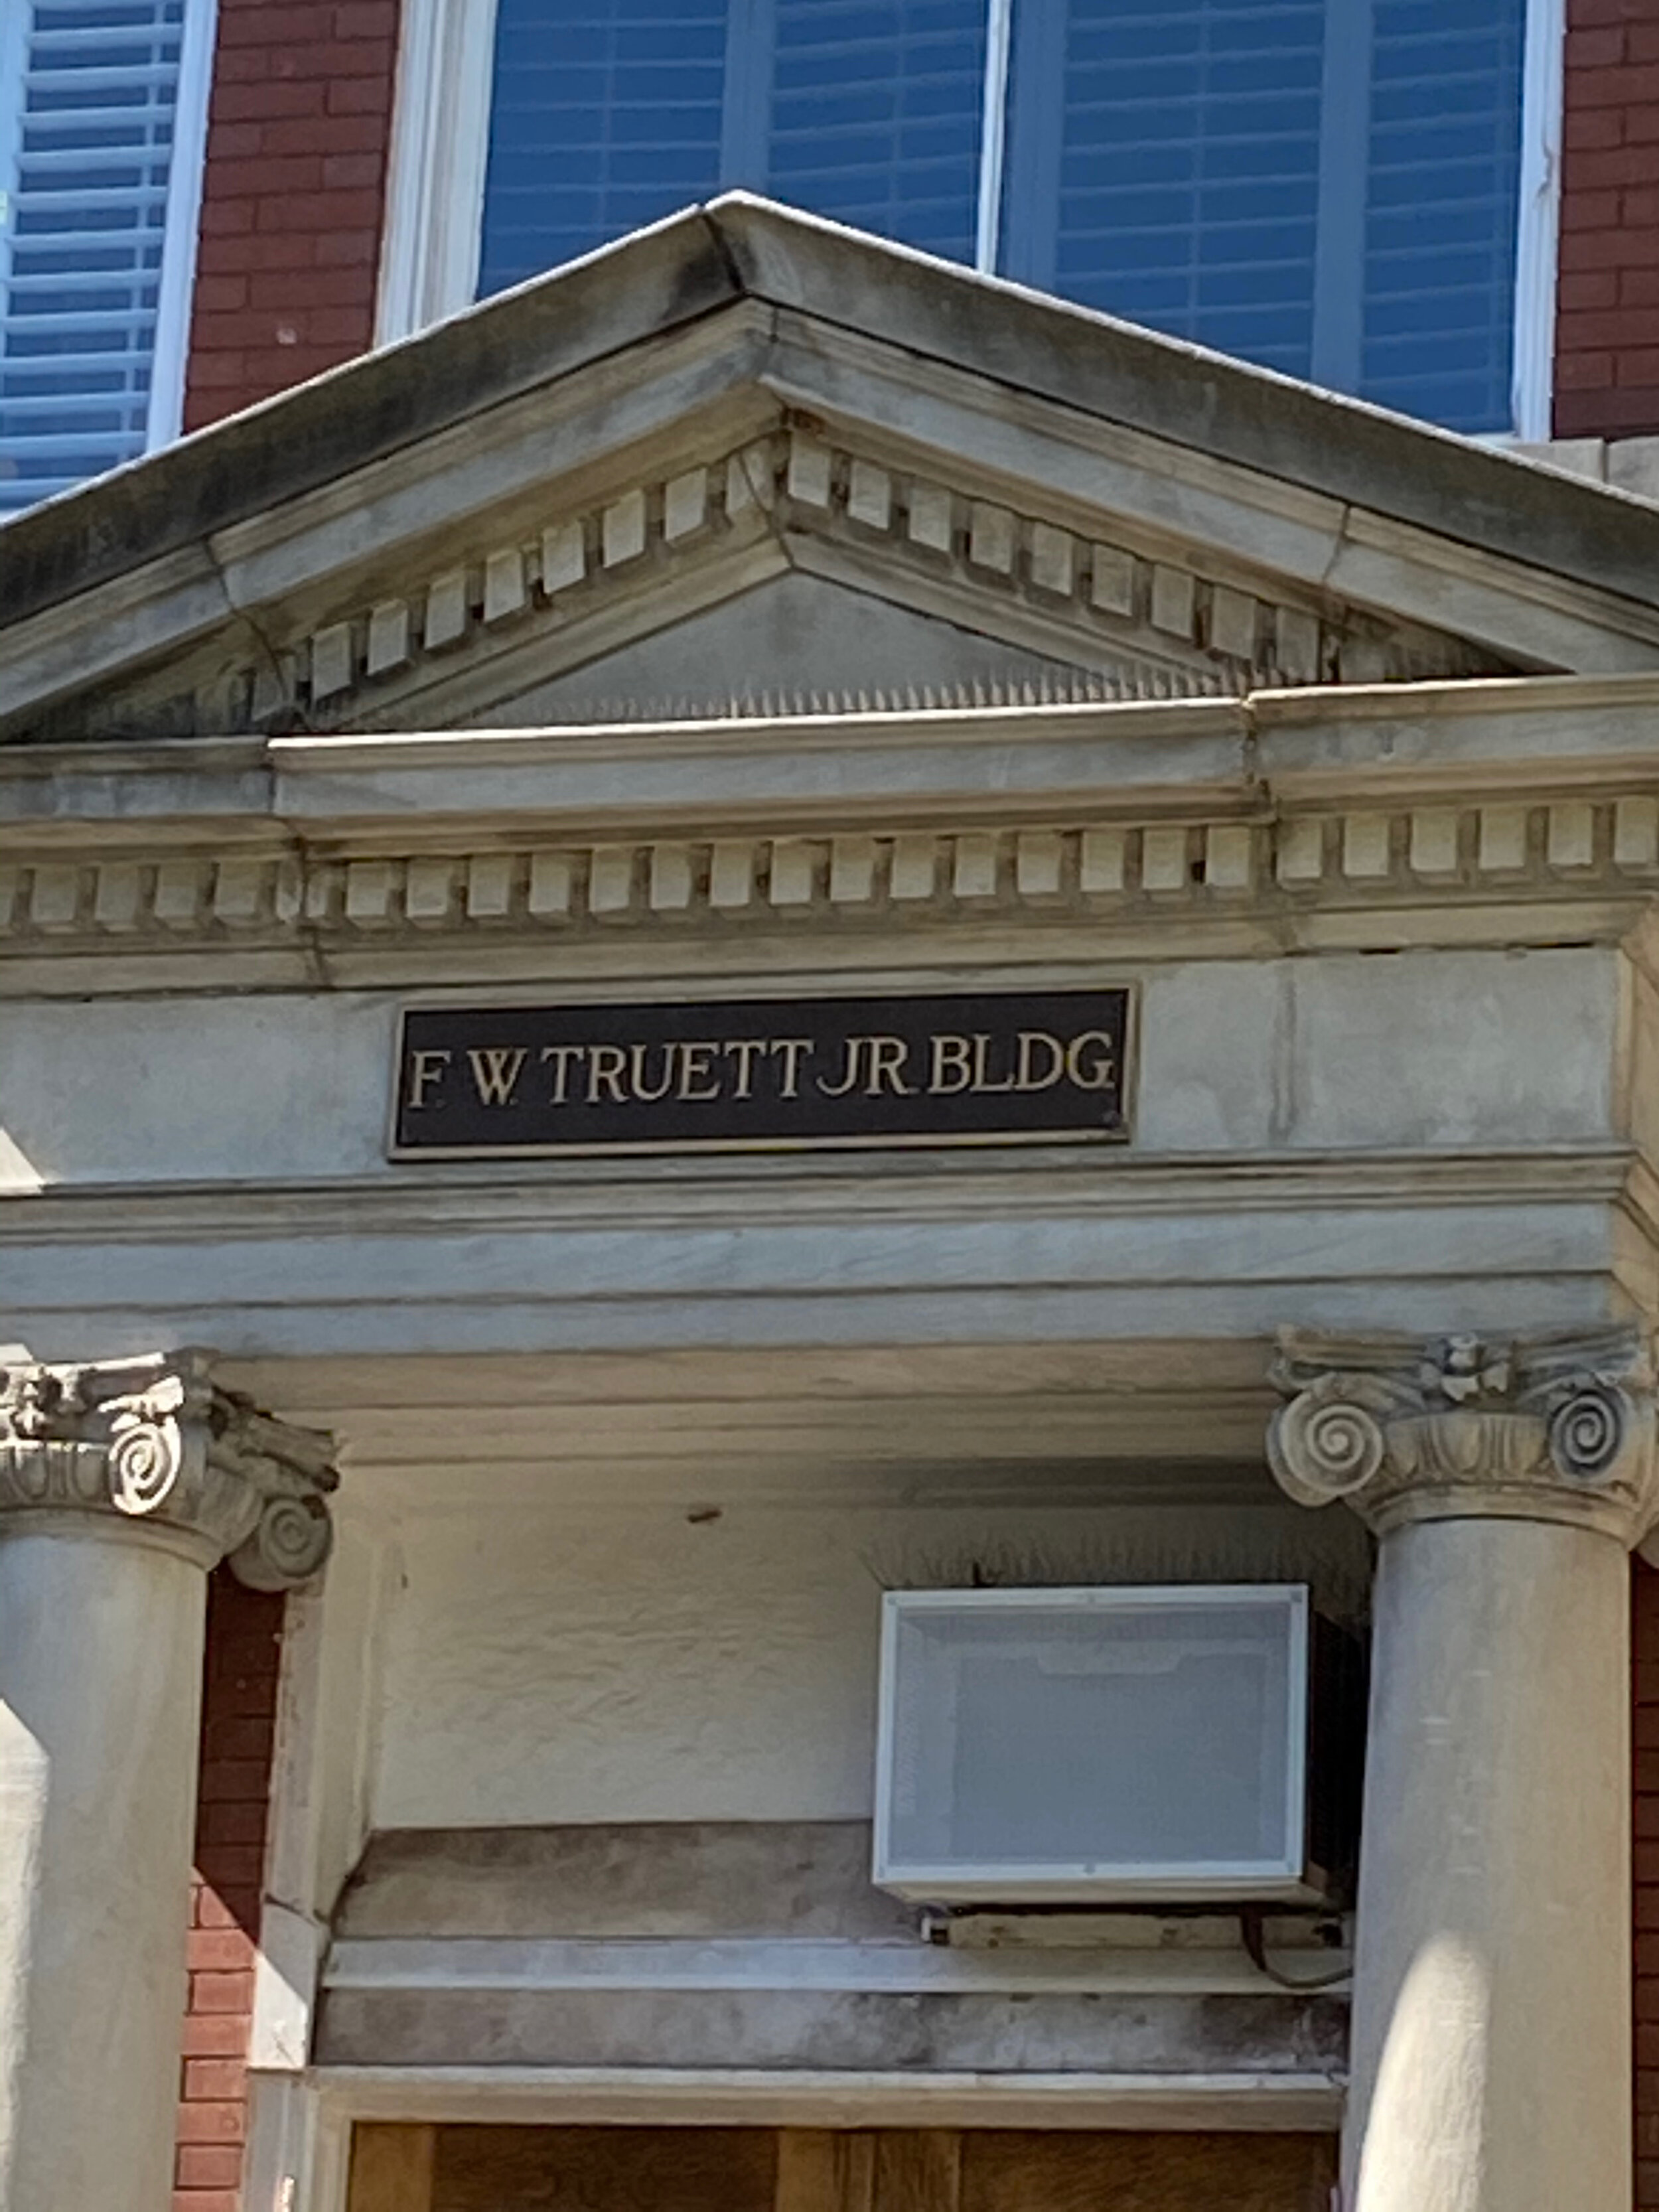 F. W. TRUETT JR. BLDG.